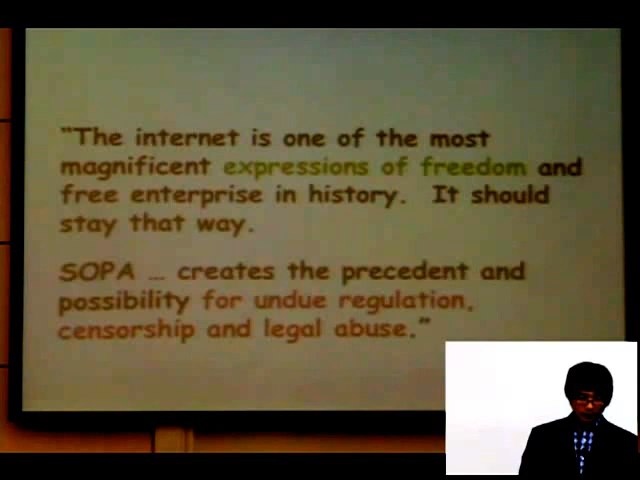 "The internet is one of the most
magnificent expressions of freedom and
free enterprise in history. It should
stay that way.
SOPA … creates the precedent and
possibility for undue regulation,
censorship and legal abuse."